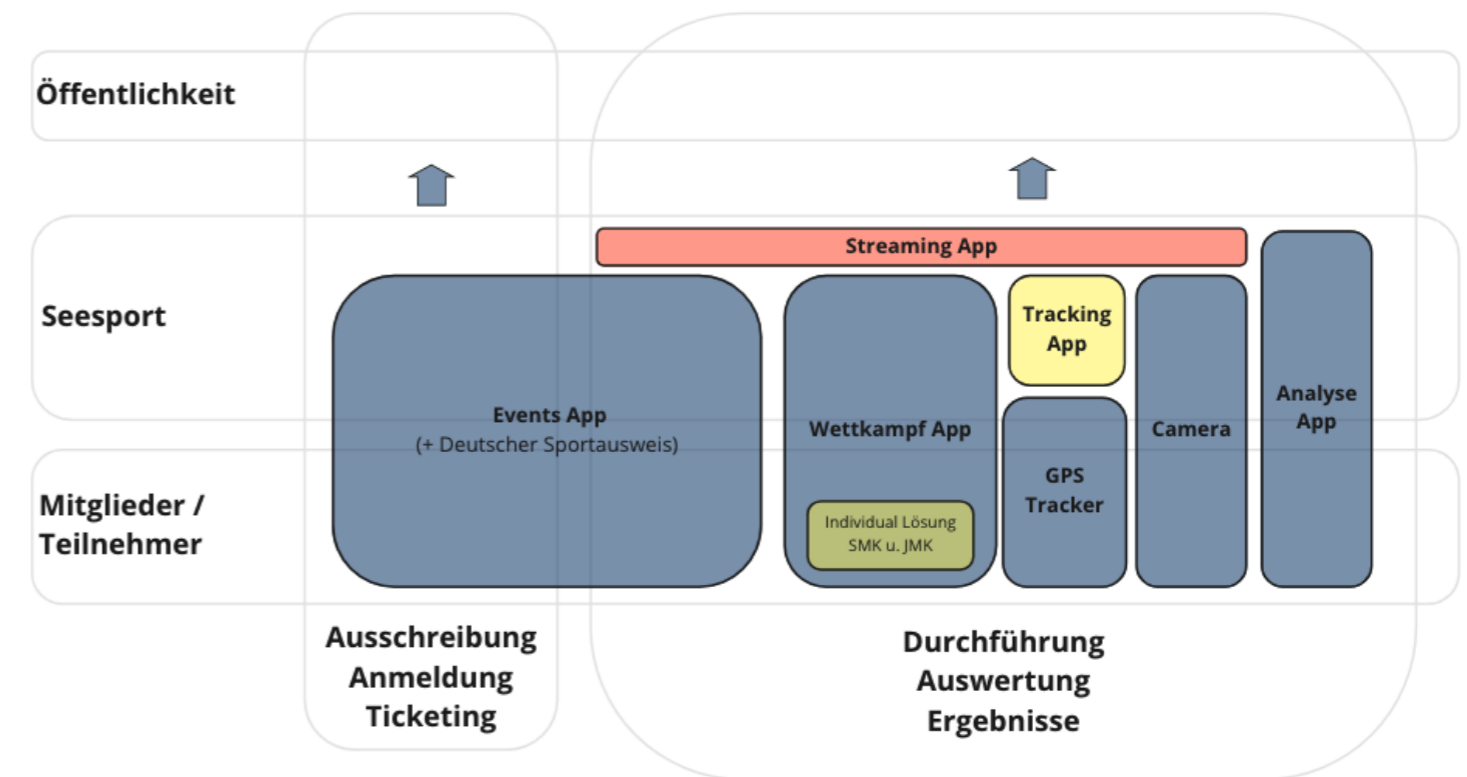 Öffentlichkeit
Streaming App
Seesport
Tracking
App
Events App
(+ Deutscher Sportausweis)
Wettkampf App
Camera
Analyse
App
GPS
Tracker
Mitglieder /
Teilnehmer
Individual Lösung
SMK u. JMK
Ausschreibung
Anmeldung
Ticketing
Durchführung
Auswertung
Ergebnisse